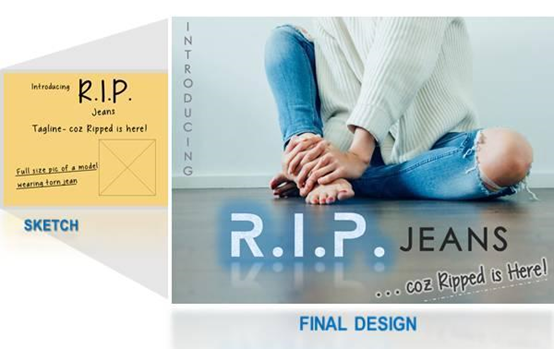 Introducing R.I.P.
Jeans
Tagline- coz Ripped is here!
Full size pic of a model
wearing torn jean
SKETCH
INTRODUCING
R.I.P. JEANS
... coz Ripped is Here!
FINAL DESIGN